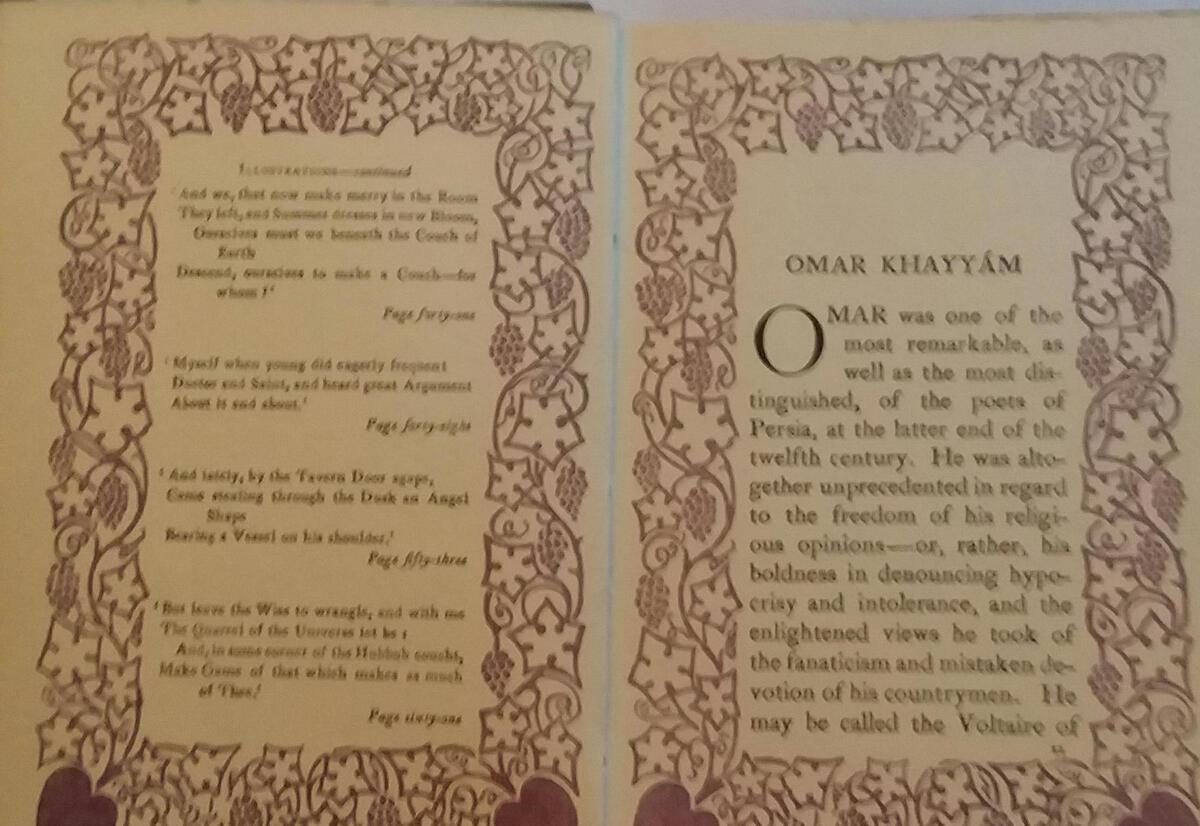 ILLUSTRATIONS—continued
'And we, that now make merry in the Room
They left, and Summer dresses in new Bloom,
Ourselves must we beneath the Couch of
Earth
Descend, ourselves to make a Couch—for
whom?'
Page forty-one
'Myself when young did eagerly frequent
Doctor and Saint, and heard great Argument
About it and about.'
Page forty-eight
'And lately, by the Tavern Door agape,
Came stealing through the Dusk an Angel
Shape
Bearing a Vessel on his shoulder.'
Page fifty-three
'But leave the Wise to wrangle, and with me
The Quarrel of the Universe let be:
And, in some corner of the Hubbub coucht,
Make Game of that which makes as much
of Thee.'
Page sixty-one
OMAR KHAYYÁM
OMAR was one of the
most remarkable, as
well as the most dis-
tinguished, of the poets of
Persia, at the latter end of the
twelfth century. He was alto-
gether unprecedented in regard
to the freedom of his religi-
ous opinions—or, rather, his
boldness in denouncing hypo-
crisy and intolerance, and the
enlightened views he took of
the fanaticism and mistaken de-
votion of his countrymen. He
may be called the Voltaire of